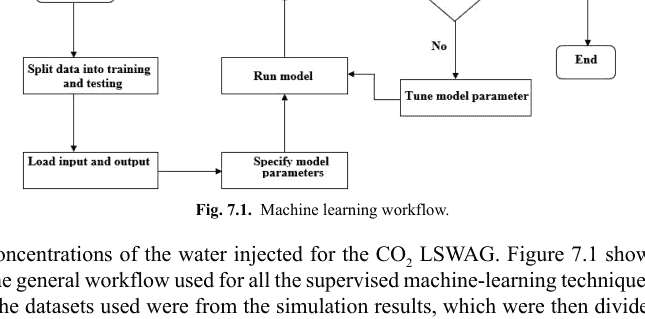 No
End
Split data into training
and testing
Run model
Tune model parameter
Load input and output
Specify model
parameters
Fig. 7.1. Machine learning workflow.
oncentrations of the water injected for the CO2 LSWAG. Figure 7.1 show
ne general workflow used for all the supervised machine-learning technique
he datasets used were from the simulation results, which were then divide